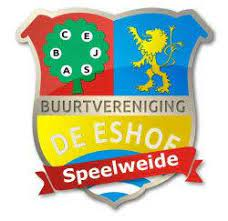 C E
B J
A S
BUURTVERENIGING
DE ESHOF
Speelweide